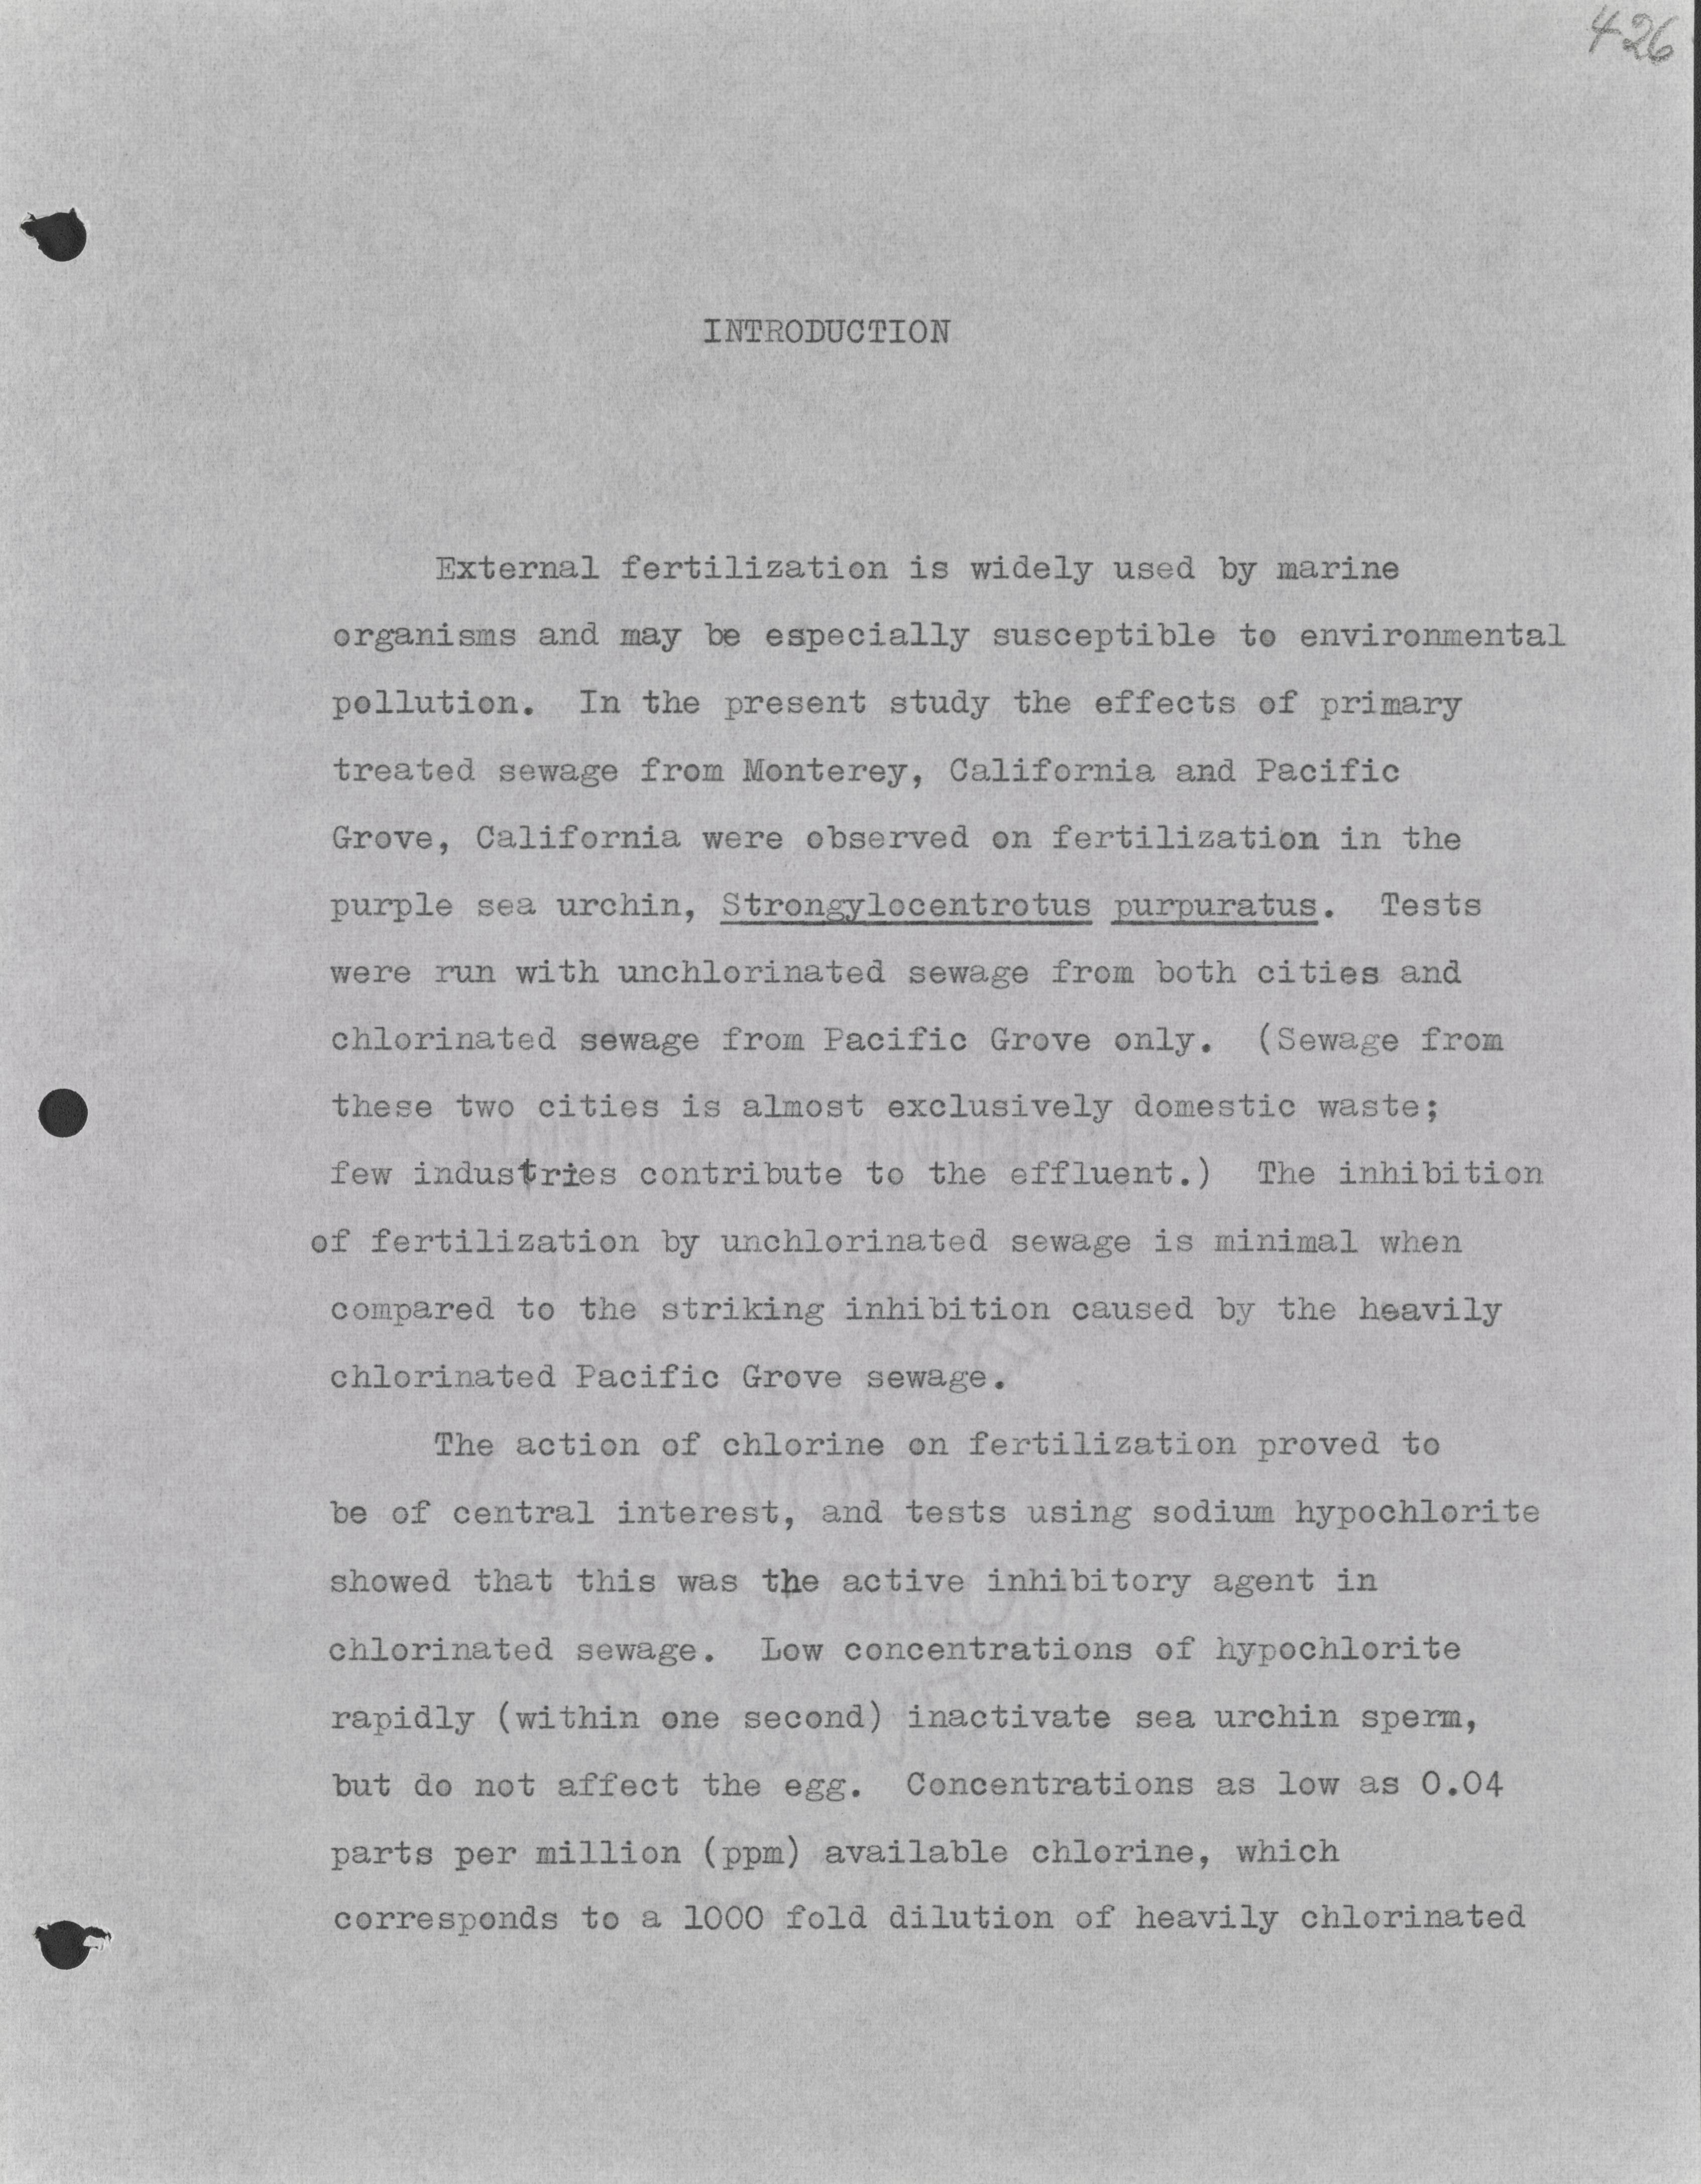 426
INTRODUCTION
External fertilization is widely used by marine
organisms and may be especially susceptible to environmental
pollution. In the present study the effects of primary
treated sewage from Monterey, California and Pacific
Grove, California were observed on fertilization in the
purple sea urchin, Strongylocentrotus purpuratus. Tests
were run with unchlorinated sewage from both cities and
chlorinated sewage from Pacific Grove only. (Sewage from
these two cities is almost exclusively domestic waste;
few industries contribute to the effluent.) The inhibition
of fertilization by unchlorinated sewage is minimal when
compared to the striking inhibition caused by the heavily
chlorinated Pacific Grove sewage.
The action of chlorine on fertilization proved to
be of central interest, and tests using sodium hypochlorite
showed that this was the active inhibitory agent in
chlorinated sewage. Low concentrations of hypochlorite
rapidly (within one second) inactivate sea urchin sperm,
but do not affect the egg. Concentrations as low as 0.04
parts per million (ppm) available chlorine, which
corresponds to a 1000 fold dilution of heavily chlorinated